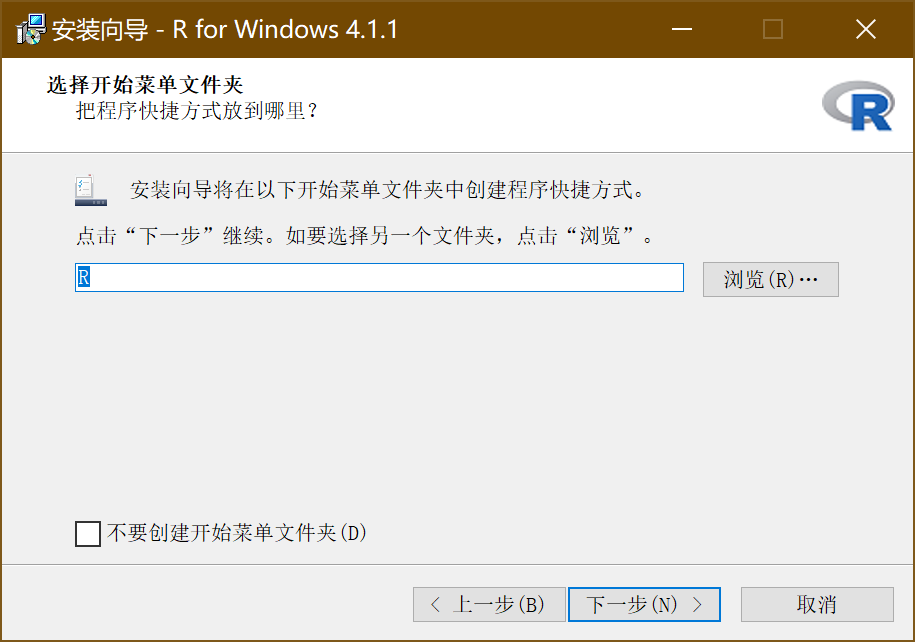 安装向导 - R for Windows 4.1.1
选择开始菜单文件夹
把程序快捷方式放到哪里？
R
安装向导将在以下开始菜单文件夹中创建程序快捷方式。
点击“下一步”继续。如要选择另一个文件夹，点击“浏览”。
R
浏览(R)…
不要创建开始菜单文件夹(D)
< 上一步(B)
下一步(N) >
取消